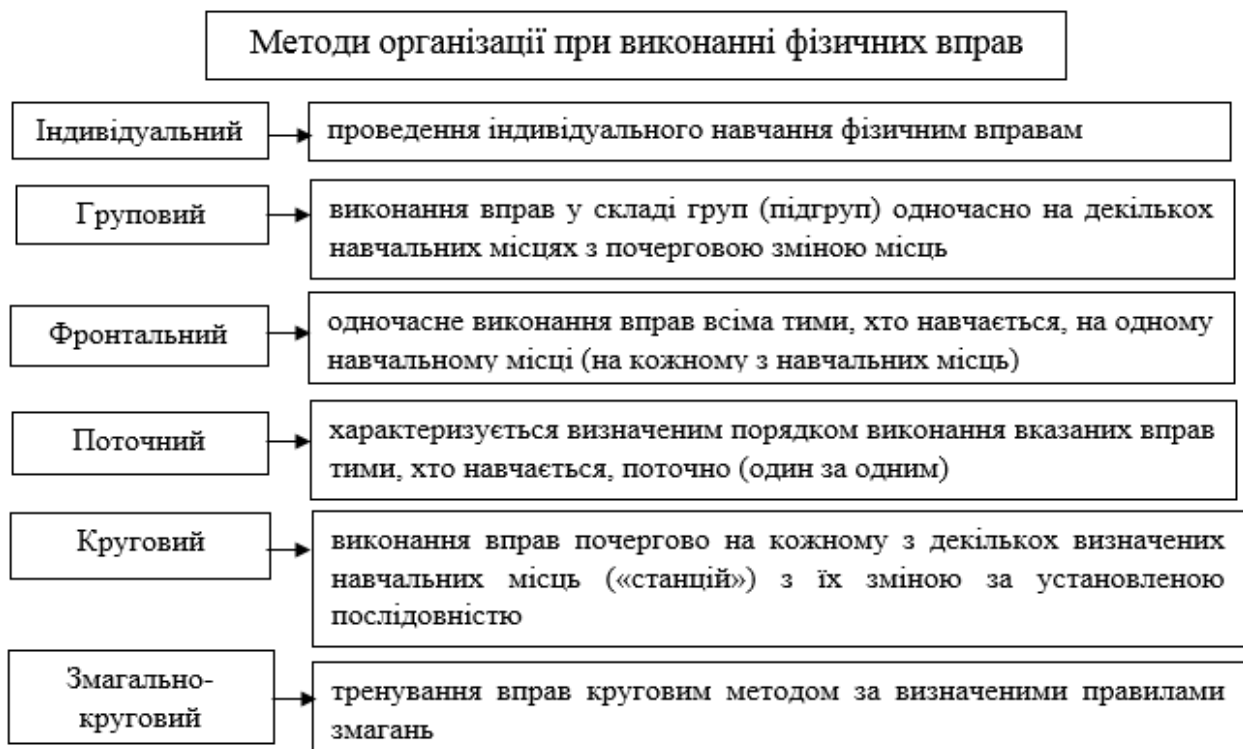 Методи організації при виконанні фізичних вправ
Індивідуальний
проведення індивідуального навчання фізичним вправам
Груповий
виконання вправ у складі груп (підгруп) одночасно на декількох
навчальних місцях з почерговою зміною місць
Фронтальний
одночасне виконання вправ всіма тими, хто навчається, на одному
навчальному місці (на кожному з навчальних місць)
Поточний
характеризується визначеним порядком виконання вказаних вправ
тими, хто навчається, поточно (один за одним)
Круговий
виконання вправ почергово на кожному з декількох визначених
навчальних місць («станцій») з їх зміною за установленою
послідовністю
Змагально-
круговий
тренування вправ круговим методом за визначеними правилами
змагань